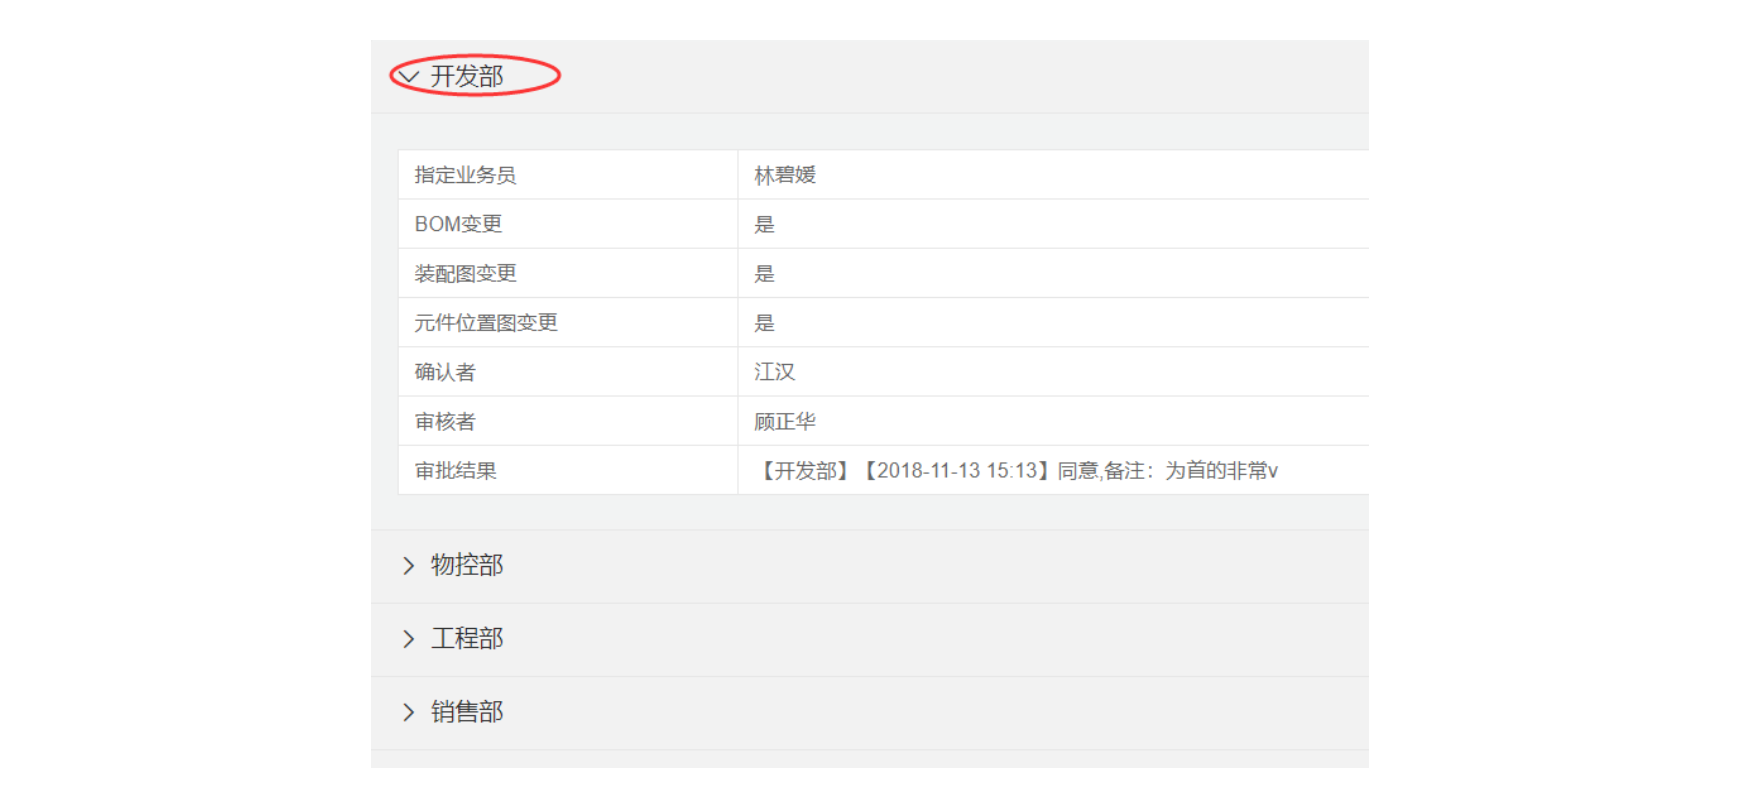 开发部
指定业务员 林碧媛
BOM变更 是
装配图变更 是
元件位置图变更 是
确认者 江汉
审核者 顾正华
审批结果 【开发部】【2018-11-13 15:13】同意,备注：为首的非常v
物控部
工程部
销售部